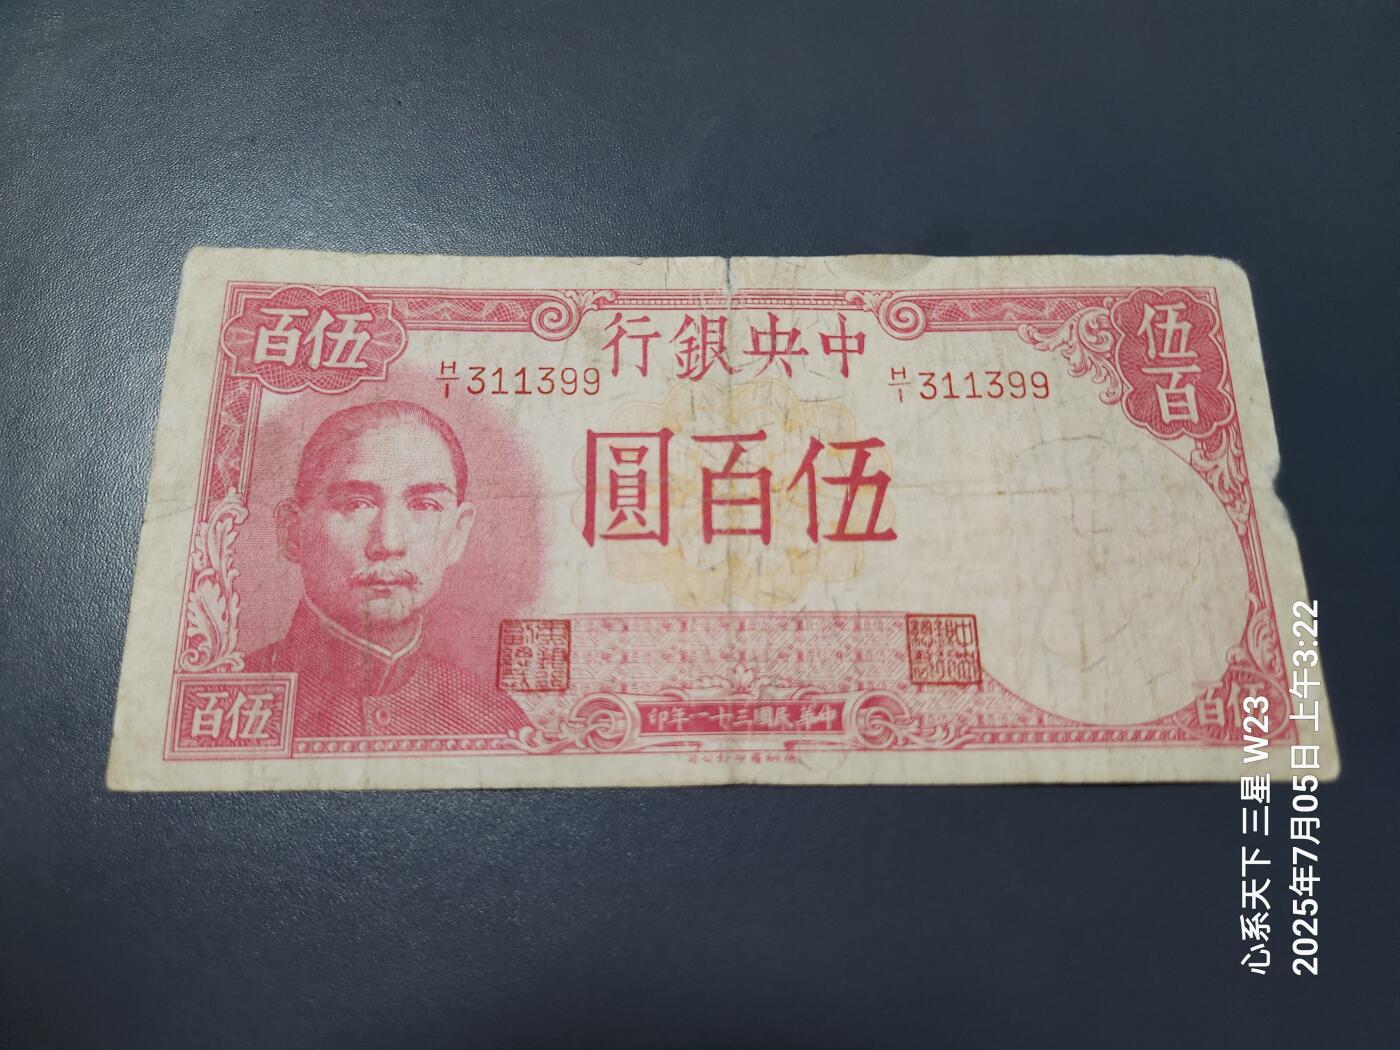 伍百
中央銀行
伍百
H/I 311399
H/I 311399
伍百圓
中華民國三十一年印
伍百
伍百
心系天下 三星 W23
2025年7月05日 上午3:22